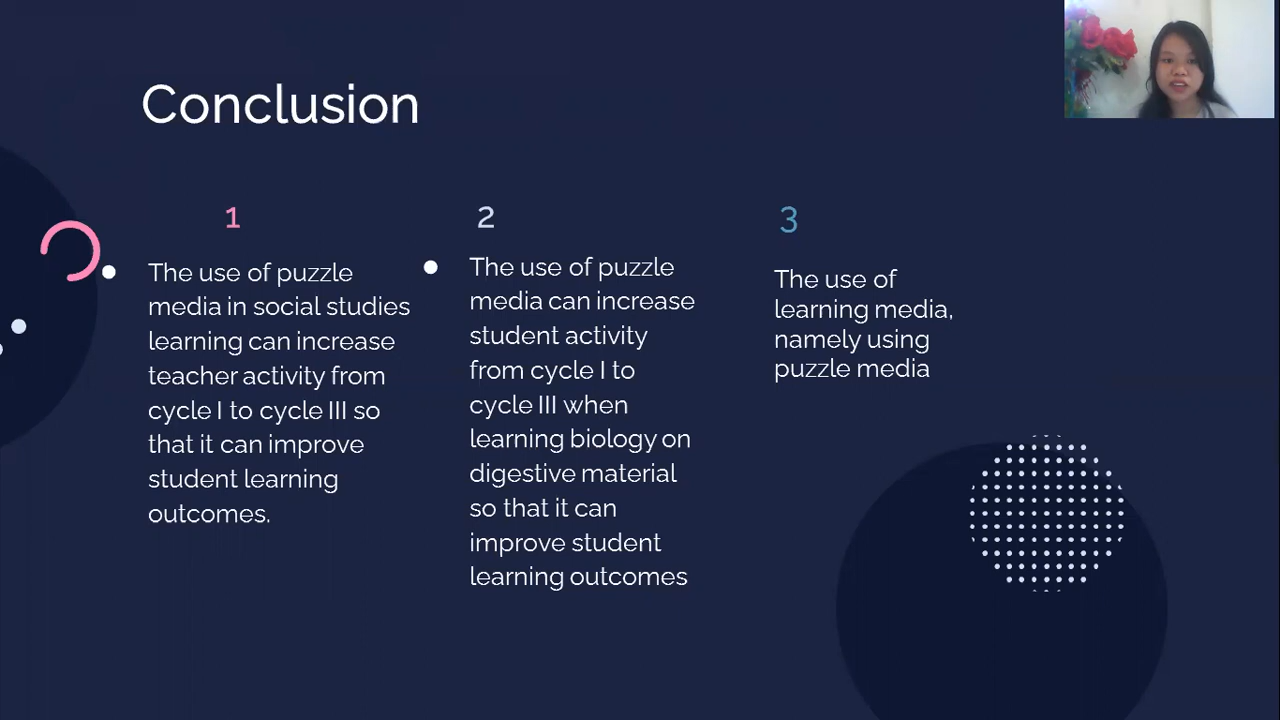 Conclusion
1
The use of puzzle
media in social studies
learning can increase
teacher activity from
cycle I to cycle III so
that it can improve
student learning
outcomes.
2
The use of puzzle
media can increase
student activity
from cycle I to
cycle III when
learning biology on
digestive material
so that it can
improve student
learning outcomes
3
The use of
learning media,
namely using
puzzle media